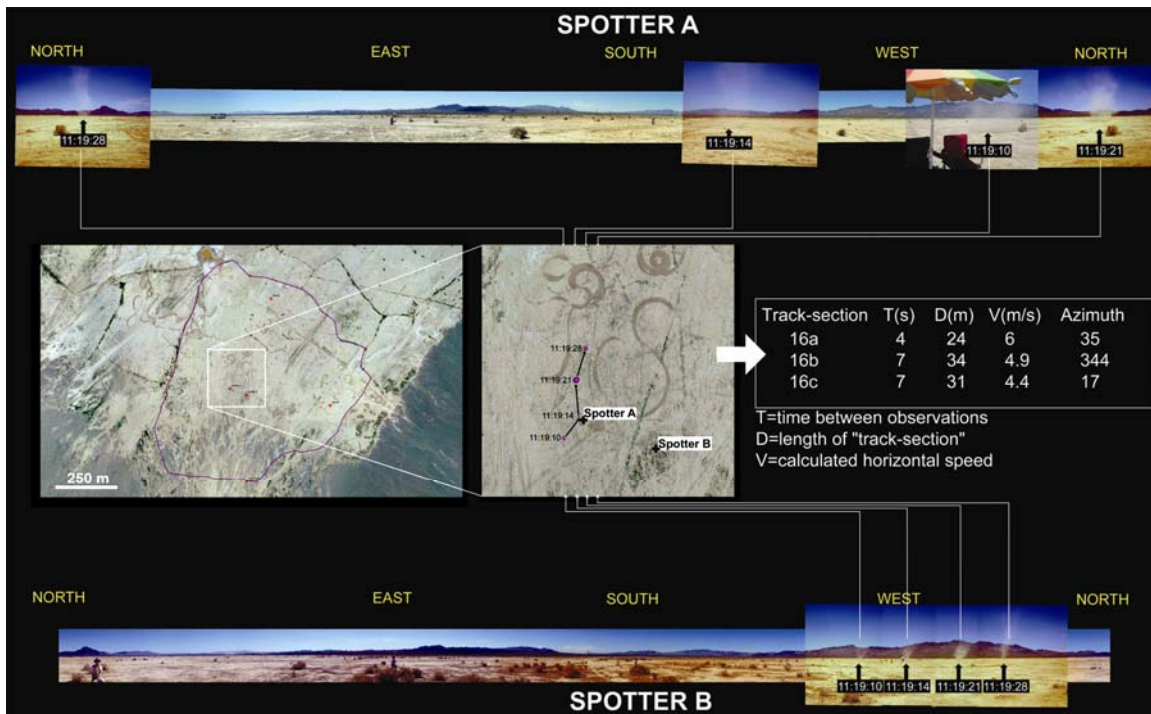 SPOTTER A
NORTH EAST SOUTH WEST NORTH
11:19:28 11:19:14 11:19:10 11:19:21
11:19:28
11:19:21
11:19:14
Spotter A
11:19:10
Spotter B
250 m
Track-section T(s) D(m) V(m/s) Azimuth
16a 4 24 6 35
16b 7 34 4.9 344
16c 7 31 4.4 17
T=time between observations
D=length of "track-section"
V=calculated horizontal speed
NORTH EAST SOUTH WEST NORTH
11:19:10 11:19:14 11:19:21 11:19:28
SPOTTER B